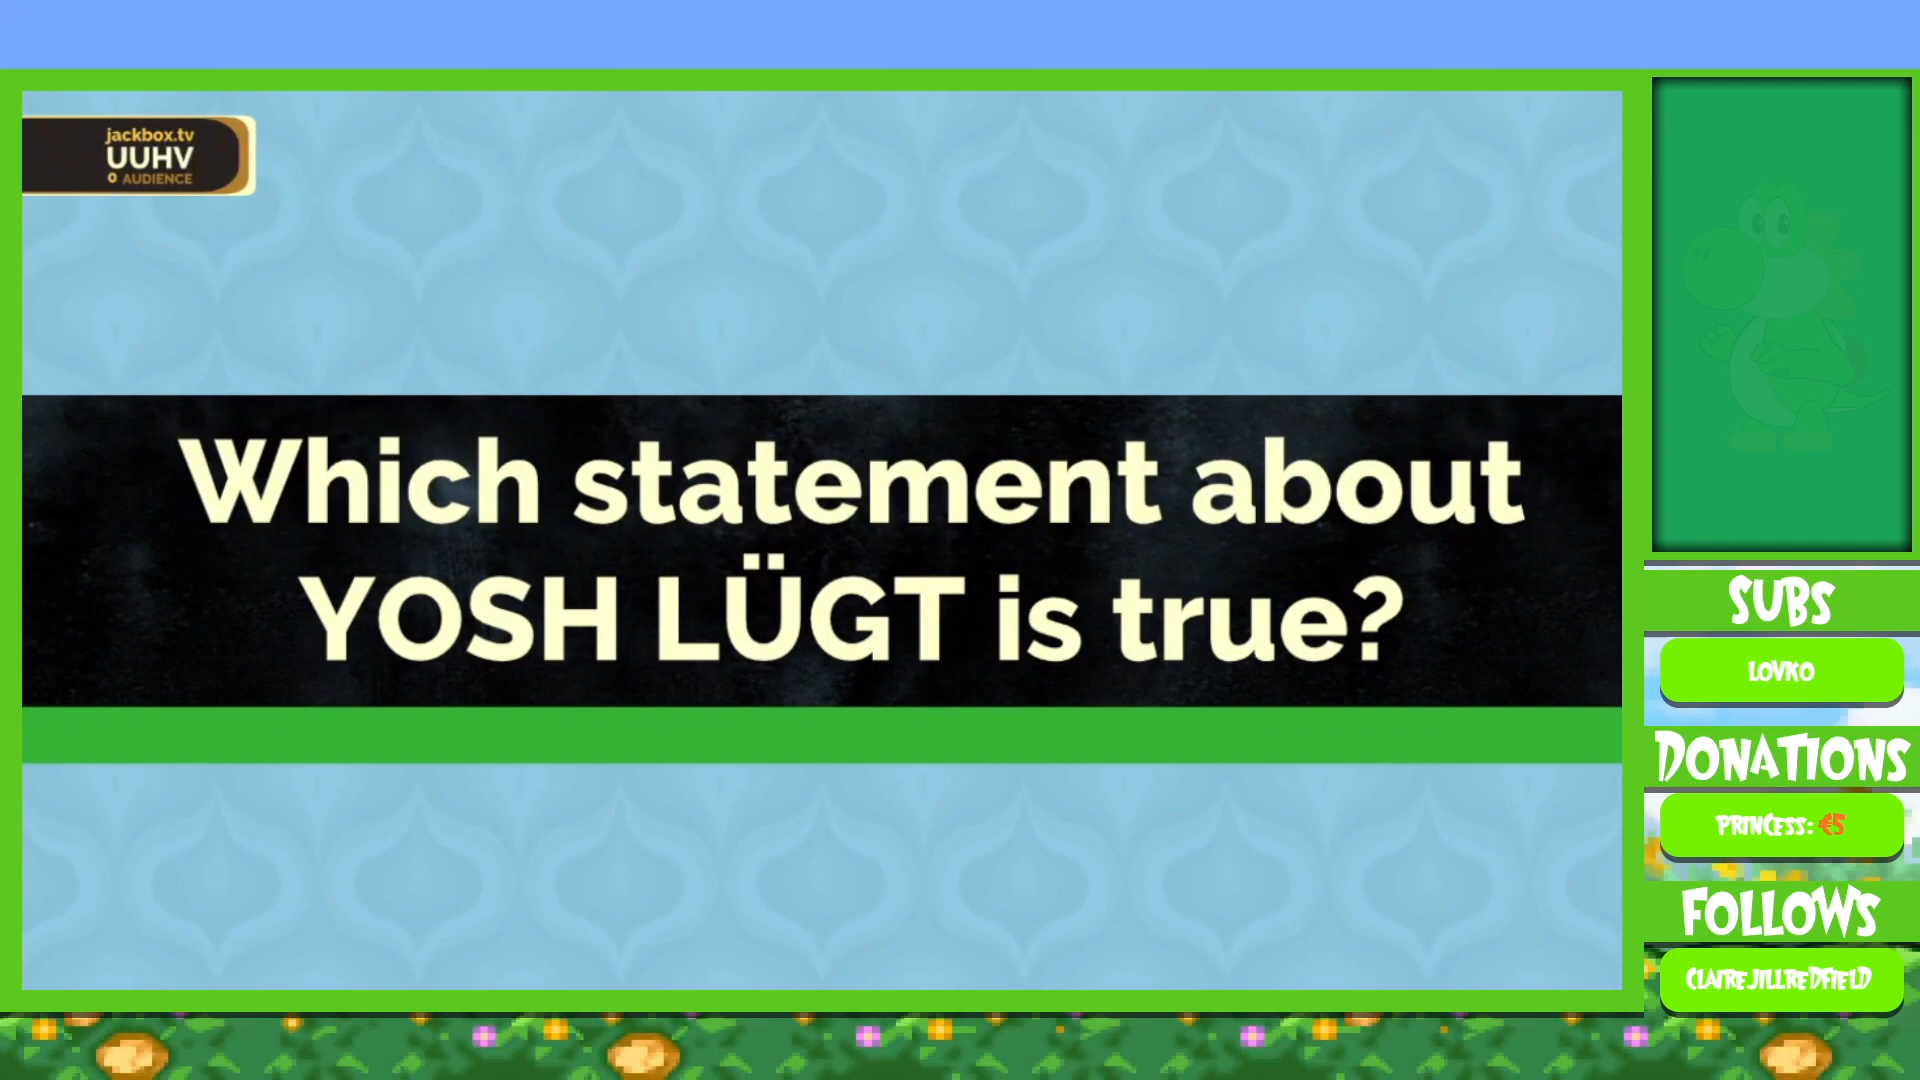 jackbox.tv
UUHV
0 AUDIENCE
Which statement about
YOSH LÜGT is true?
SUBS
LOVKO
DONATIONS
PRINCESS: €5
FOLLOWS
CLAIREJILLREDFIELD